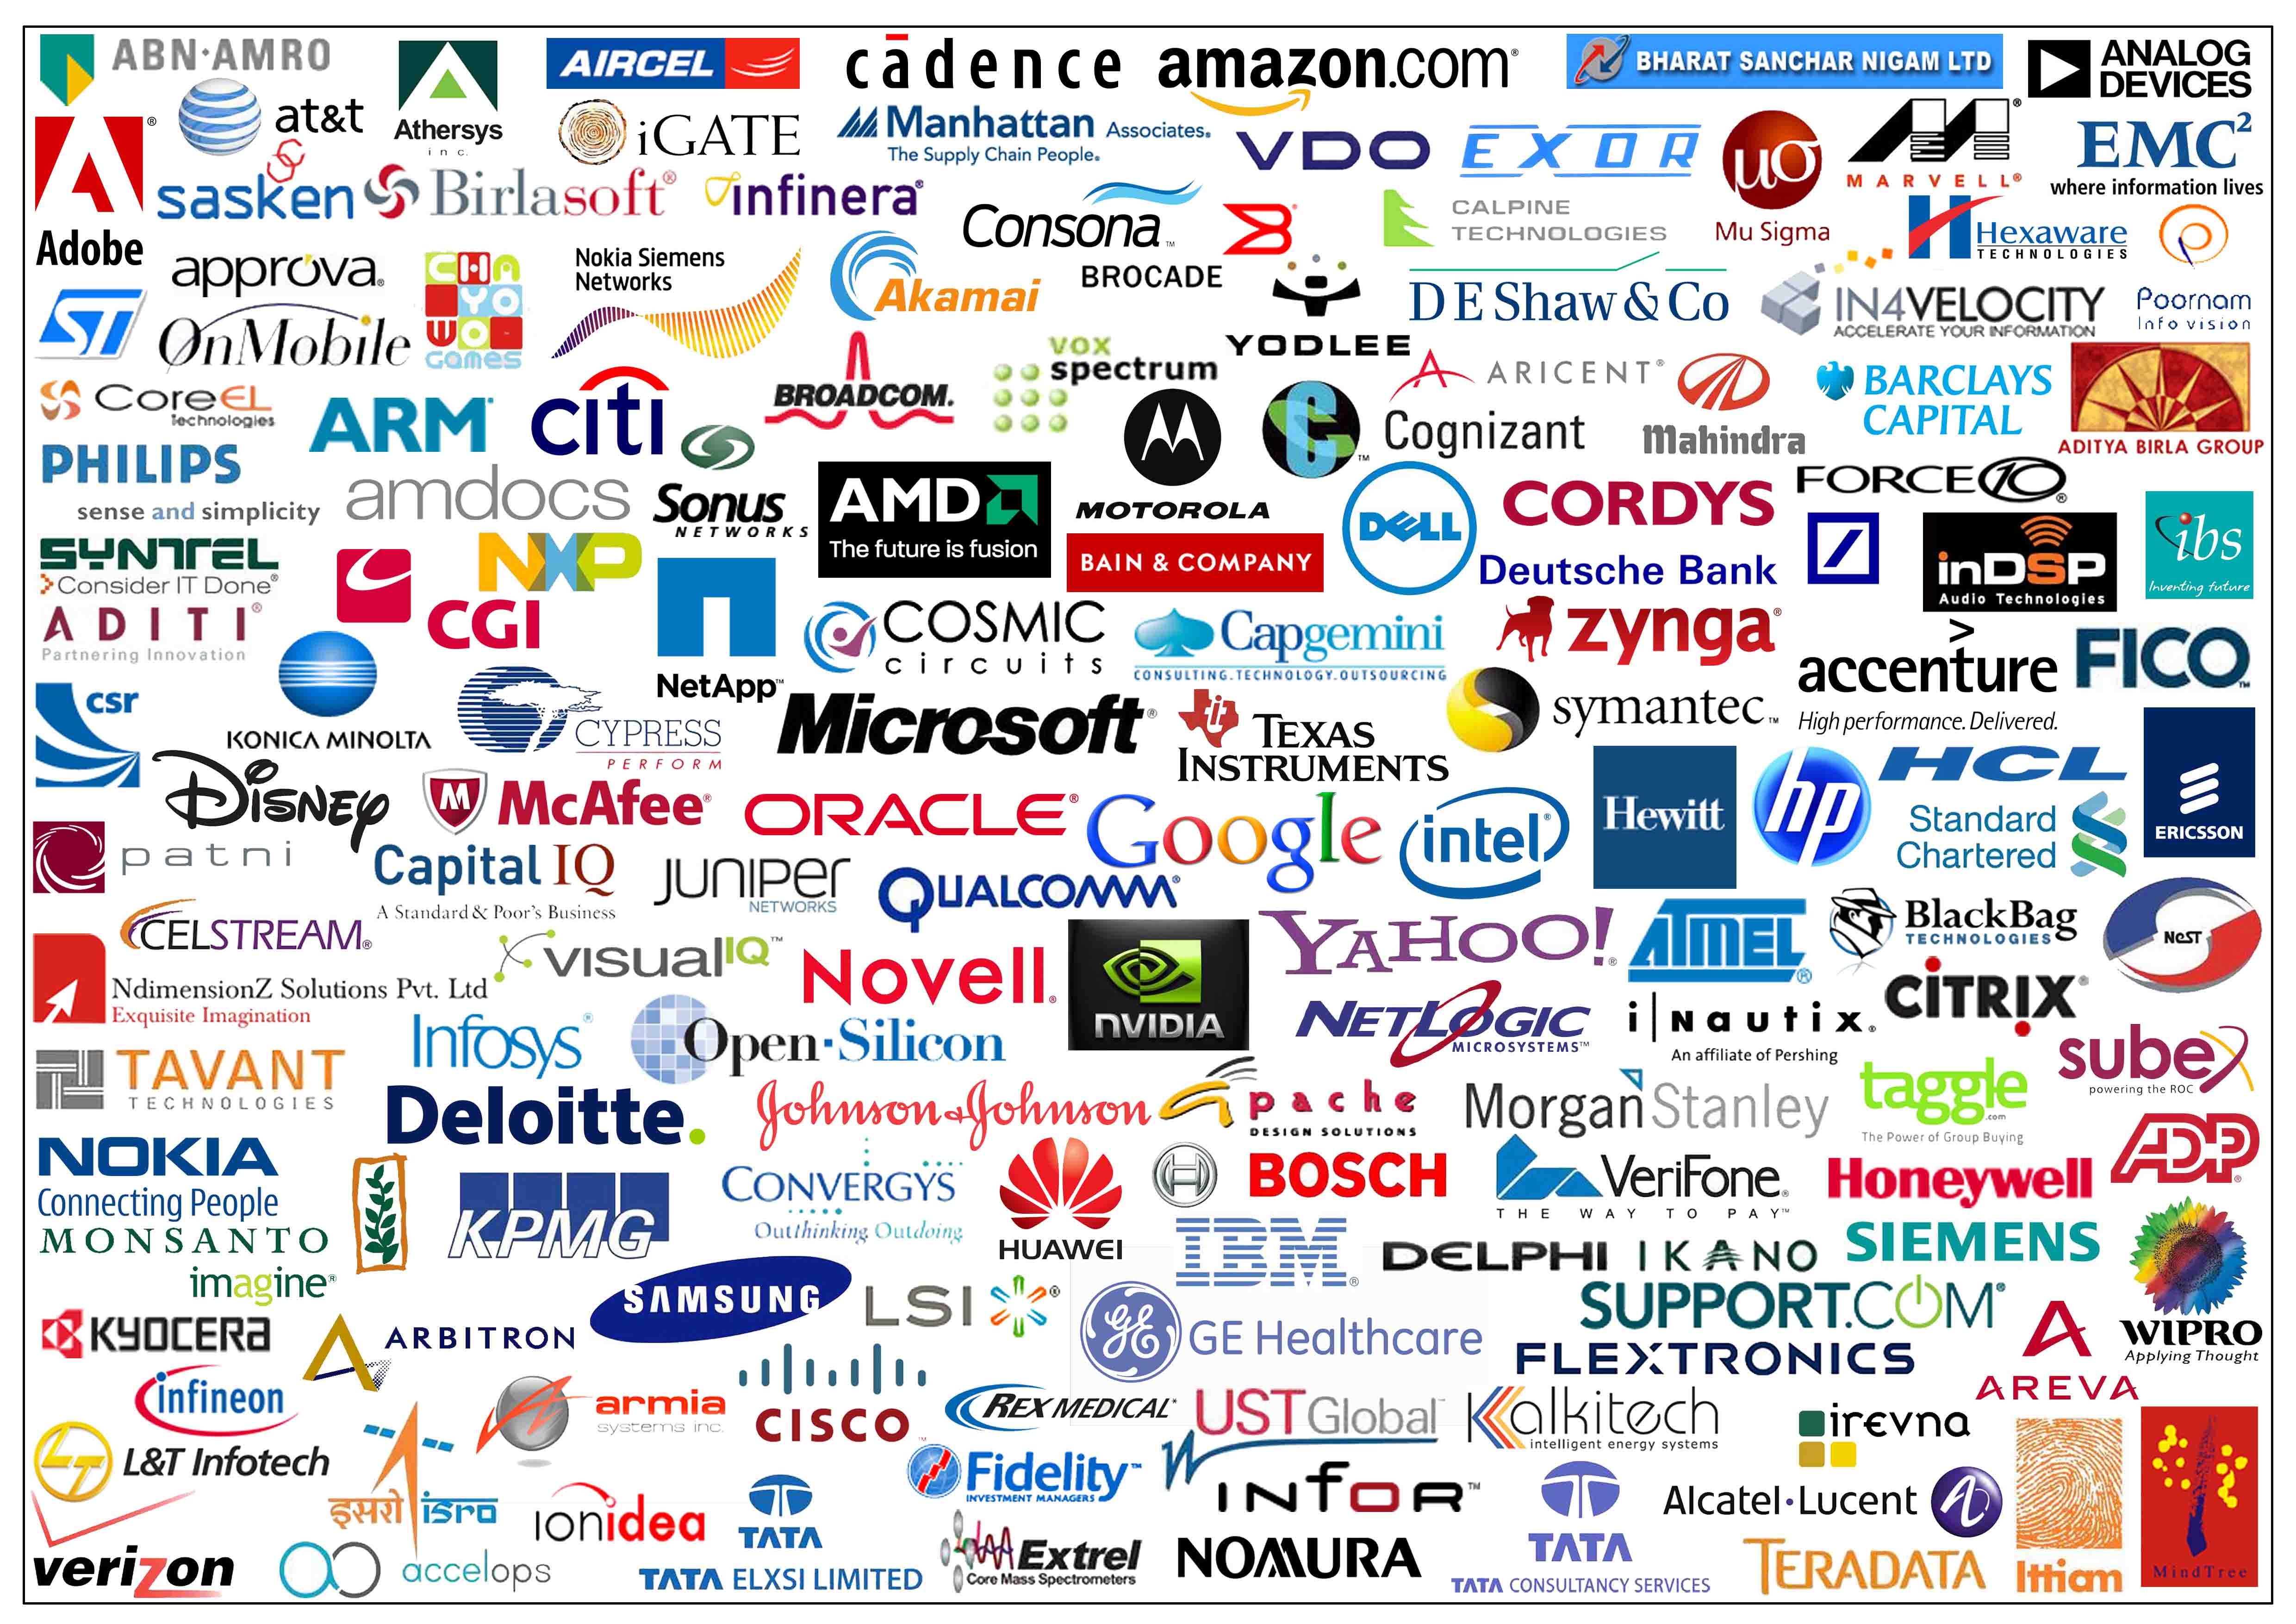 ABN·AMRO
AIRCEL
cādence
amazon.com®
BHARAT SANCHAR NIGAM LTD
ANALOG
DEVICES
Adobe
at&t
Athersys
inc.
iGATE
Manhattan Associates.
The Supply Chain People.
VDO
EXOR
μσ
Mu Sigma
MARVELL®
EMC²
where information lives
sasken
Birlasoft®
infinera®
Consona™
BROCADE
CALPINE
TECHNOLOGIES
Hexaware
TECHNOLOGIES
approva®
CHA
YO
WO
Games
Nokia Siemens
Networks
Akamai
YODLEE
DE Shaw & Co
IN4VELOCITY
ACCELERATE YOUR INFORMATION
Poornam
Info vision
ST
OnMobile
CoreEL
Technologies
ARM
citi
BROADCOM.
vox
spectrum
ARICENT®
Mahindra
BARCLAYS
CAPITAL
ADITYA BIRLA GROUP
PHILIPS
sense and simplicity
amdocs
Sonus
NETWORKS
AMD
The future is fusion
MOTOROLA
Cognizant
DELL
CORDYS
FORCE10®
Deutsche Bank
inDSP
Audio Technologies
ibs
Inventing future
SYNTEL
Consider IT Done®
CGI
NXP
NetApp™
BAIN & COMPANY
ADITI®
Partnering Innovation
KONICA MINOLTA
COSMIC
circuits
Capgemini
CONSULTING.TECHNOLOGY.OUTSOURCING
zynga®
accenture
High performance. Delivered.
FICO™
csr
CYPRESS
PERFORM
Microsoft®
TEXAS
INSTRUMENTS
symantec™
Disney
McAfee®
ORACLE®
Google
intel®
Hewitt
hp
HCL
Standard
Chartered
ERICSSON
patni
Capital IQ
A Standard & Poor's Business
JUNIPER
NETWORKS
QUALCOMM®
CELSTREAM®
VISUALIQ™
Novell®
NVIDIA
YAHOO!®
ATMEL®
BlackBag
TECHNOLOGIES
NeST
NdimensionZ Solutions Pvt. Ltd
Exquisite Imagination
Infosys®
Open·Silicon
NETLOGIC
MICROSYSTEMS™
i|Nautix®
An affiliate of Pershing
CITRIX®
subex
powering the ROC
TAVANT
TECHNOLOGIES
Deloitte.
Johnson & Johnson
apache
DESIGN SOLUTIONS
Morgan Stanley
taggle
.com
The Power of Group Buying
ADP
NOKIA
Connecting People
KPMG
CONVERGYS
Outthinking Outdoing
HUAWEI
BOSCH
VeriFone®
THE WAY TO PAY™
Honeywell
MONSANTO
imagine®
IBM®
DELPHI
IKANO
SIEMENS
WIPRO
Applying Thought
SAMSUNG
LSI
GE Healthcare
SUPPORT.COM®
KYOCERA
ARBITRON
FLEXTRONICS
AREVA
infineon
armia
systems inc.
CISCO
REX MEDICAL®
UST Global
Kalkitech
intelligent energy systems
irevna
L&T Infotech
इसरो isro
ionidea
TATA
TATA ELXSI LIMITED
Fidelity™
INVESTMENT MANAGERS
INFOR™
TATA
TATA CONSULTANCY SERVICES
Alcatel·Lucent
Ittiam
MindTree
verizon
accelops
Extrel
Core Mass Spectrometers
NOMURA
TERADATA